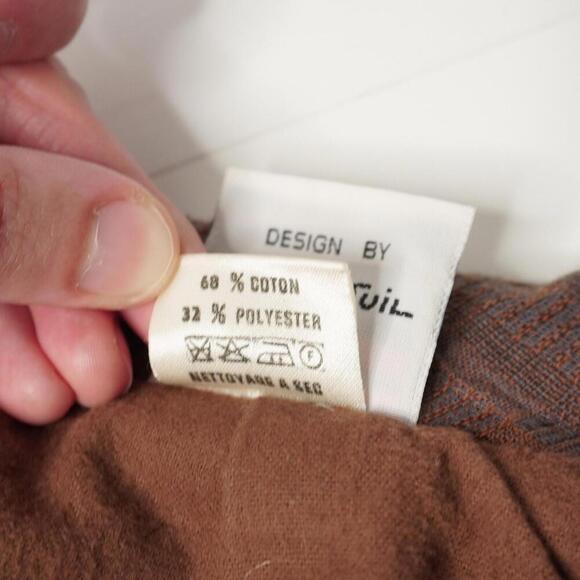 DESIGN BY
68 % COTON
32 % POLYESTER
F
NETTOYAGE A SEC